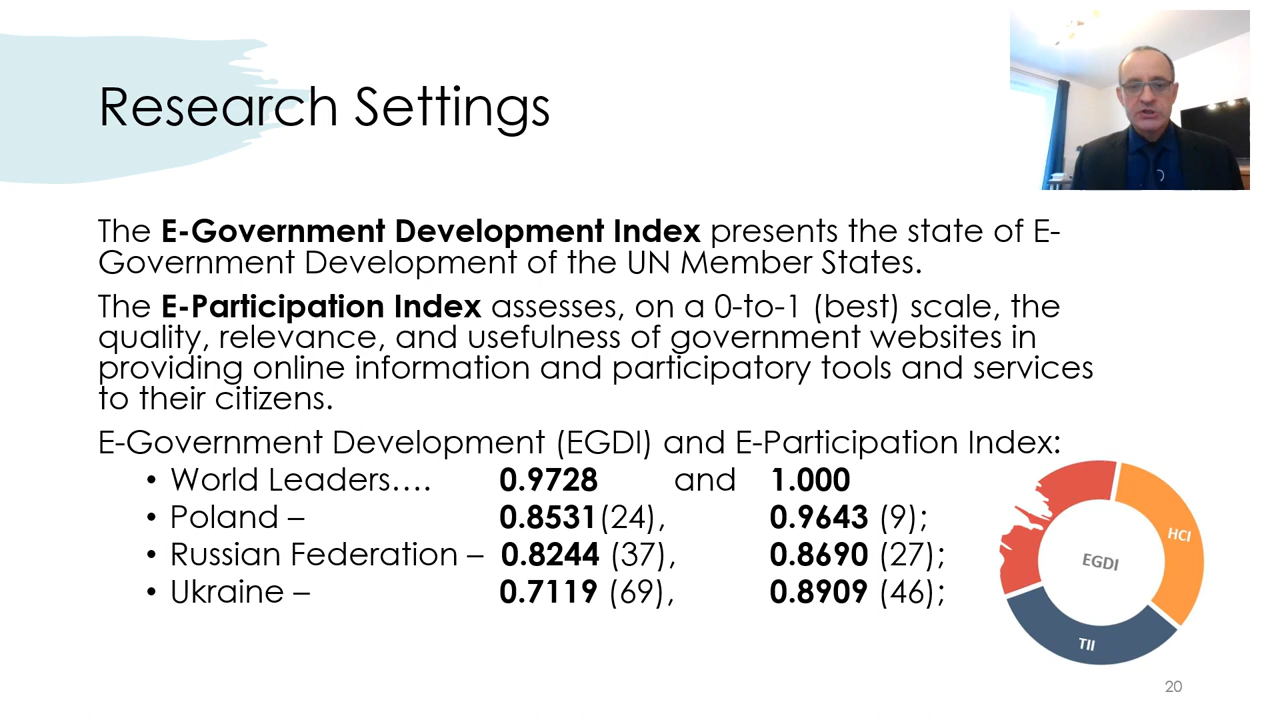 Research Settings
The E-Government Development Index presents the state of E-
Government Development of the UN Member States.
The E-Participation Index assesses, on a 0-to-1 (best) scale, the
quality, relevance, and usefulness of government websites in
providing online information and participatory tools and services
to their citizens.
E-Government Development (EGDI) and E-Participation Index:
• World Leaders…. 0.9728 and 1.000
• Poland – 0.8531(24), 0.9643 (9);
• Russian Federation – 0.8244 (37), 0.8690 (27);
• Ukraine – 0.7119 (69), 0.8909 (46);
HCI
EGDI
TII
20